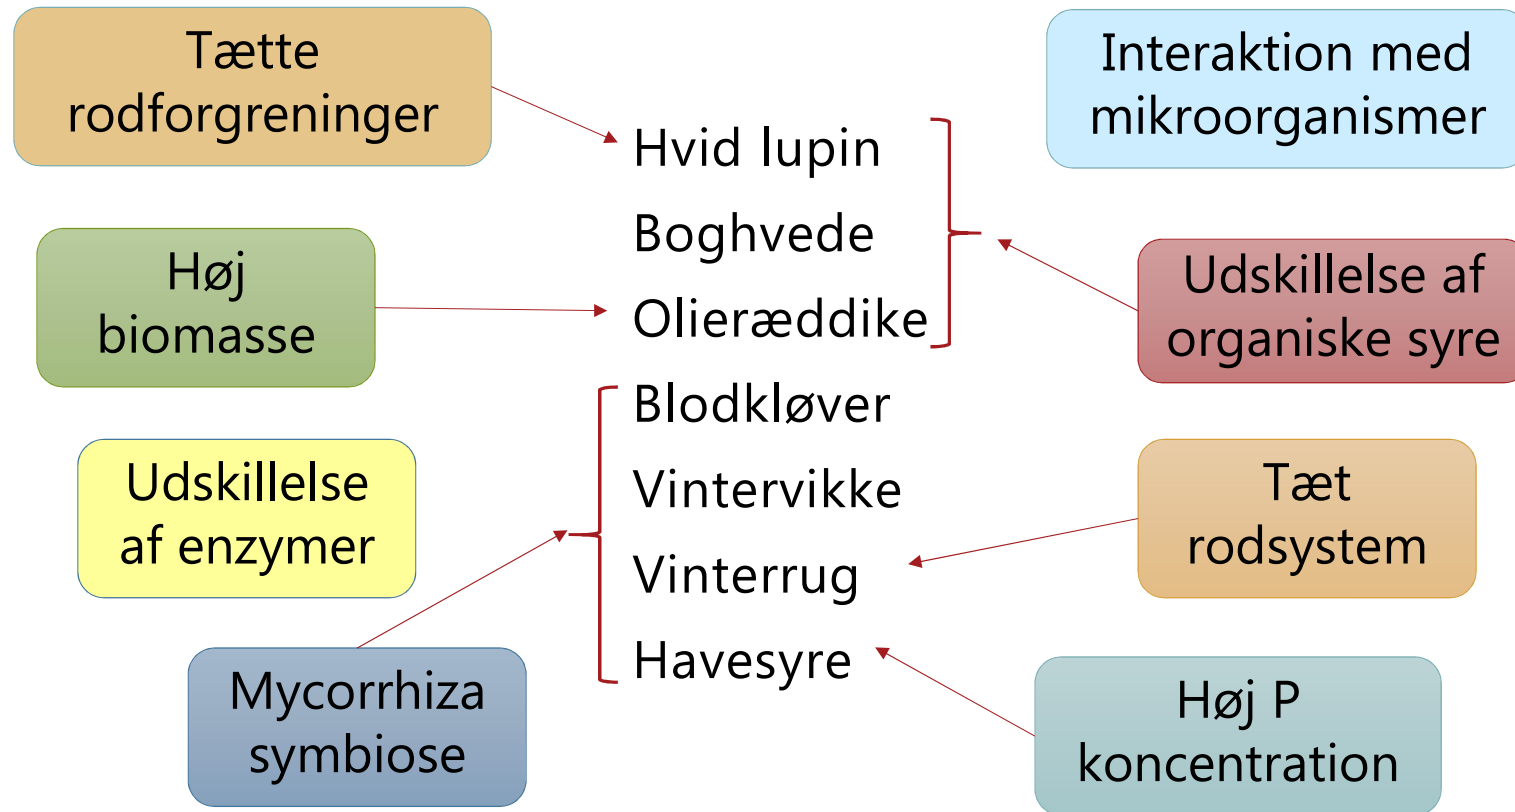 Tætte
rodforgreninger
Interaktion med
mikroorganismer
Hvid lupin
Boghvede
Olieræddike
Blodkløver
Vintervikke
Vinterrug
Havesyre
Høj
biomasse
Udskillelse af
organiske syre
Udskillelse
af enzymer
Tæt
rodsystem
Mycorrhiza
symbiose
Høj P
koncentration